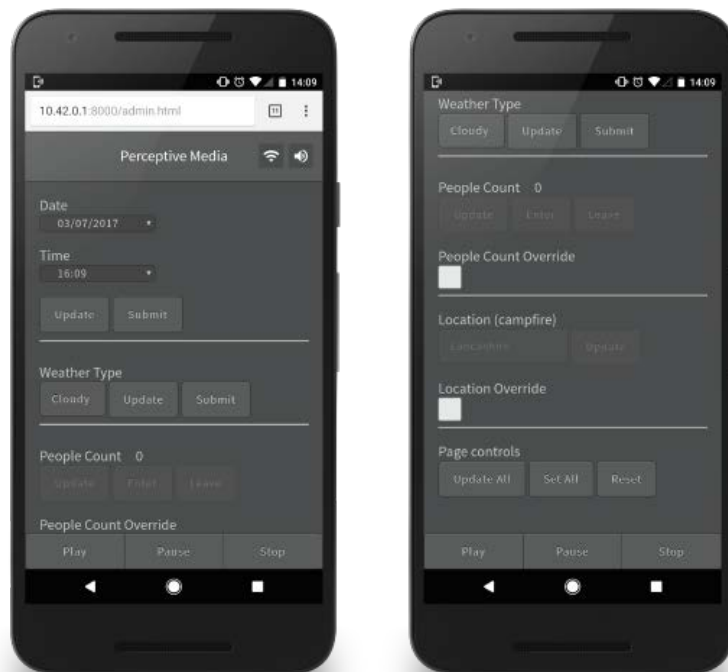 14:09
10.42.0.1:8000/admin.html
Perceptive Media
Date
03/07/2017
Time
16:09
Update Submit
Weather Type
Cloudy Update Submit
People Count 0
Update Enter Leave
People Count Override
Play Pause Stop
14:09
Weather Type
Cloudy Update Submit
People Count 0
Update Enter Leave
People Count Override
Location (campfire)
Lancashire Update
Location Override
Page controls
Update All Set All Reset
Play Pause Stop